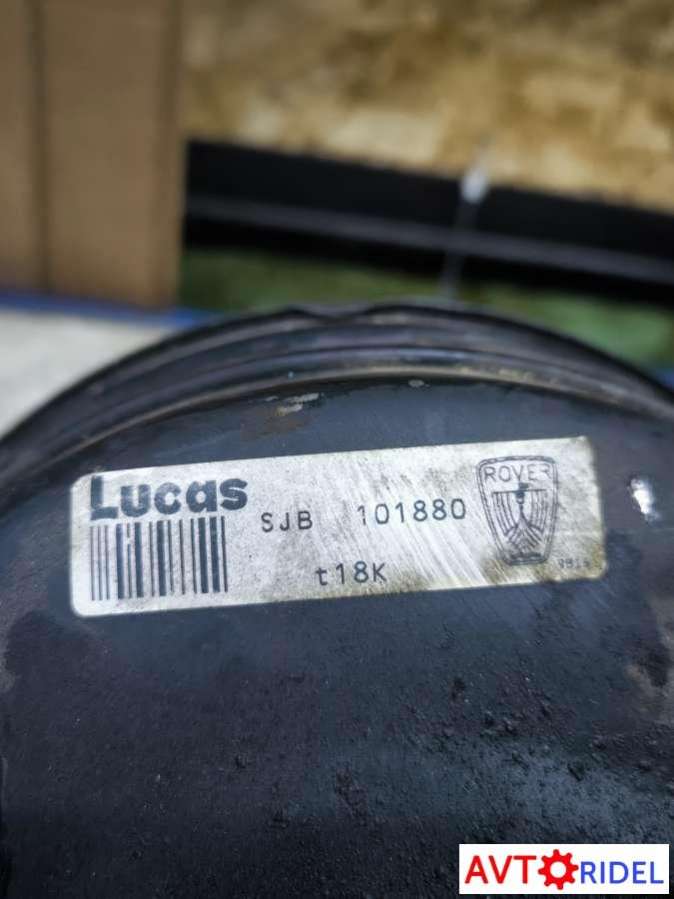 Lucas
SJB 101880
ROVER
t18K
AVTORIDEL